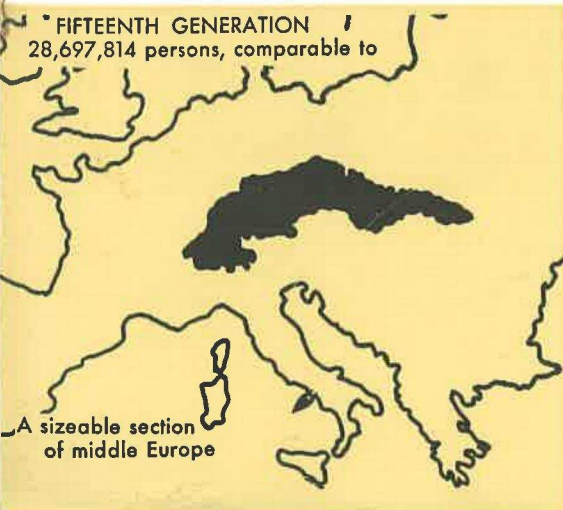 FIFTEENTH GENERATION
28,697,814 persons, comparable to
A sizeable section
of middle Europe